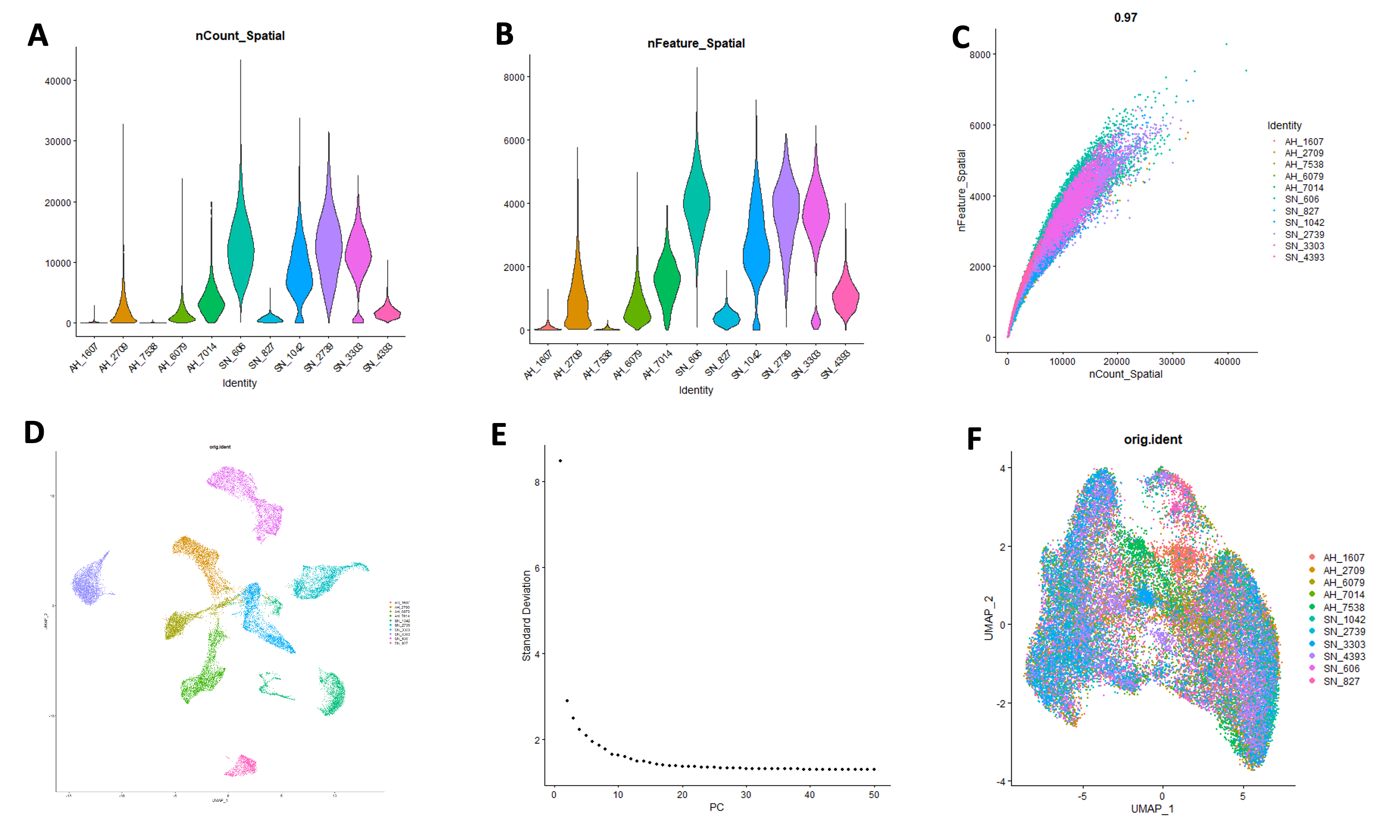 A
nCount_Spatial
40000
30000
20000
10000
0
AH_1607
AH_2709
AH_7538
AH_6079
AH_7014
SN_606
SN_827
SN_1042
SN_2739
SN_3303
SN_4393
Identity
B
nFeature_Spatial
8000
6000
4000
2000
0
AH_1607
AH_2709
AH_7538
AH_6079
AH_7014
SN_606
SN_827
SN_1042
SN_2739
SN_3303
SN_4393
Identity
C
0.97
nFeature_Spatial
8000
6000
4000
2000
0
0
10000
20000
30000
40000
nCount_Spatial
Identity
AH_1607
AH_2709
AH_7538
AH_6079
AH_7014
SN_606
SN_827
SN_1042
SN_2739
SN_3303
SN_4393
D
orig.ident
UMAP_2
UMAP_1
E
Standard Deviation
8
6
4
2
0
10
20
30
40
50
PC
F
orig.ident
UMAP_2
4
2
0
-2
-4
-5
0
5
UMAP_1
AH_1607
AH_2709
AH_6079
AH_7014
AH_7538
SN_1042
SN_2739
SN_3303
SN_4393
SN_606
SN_827